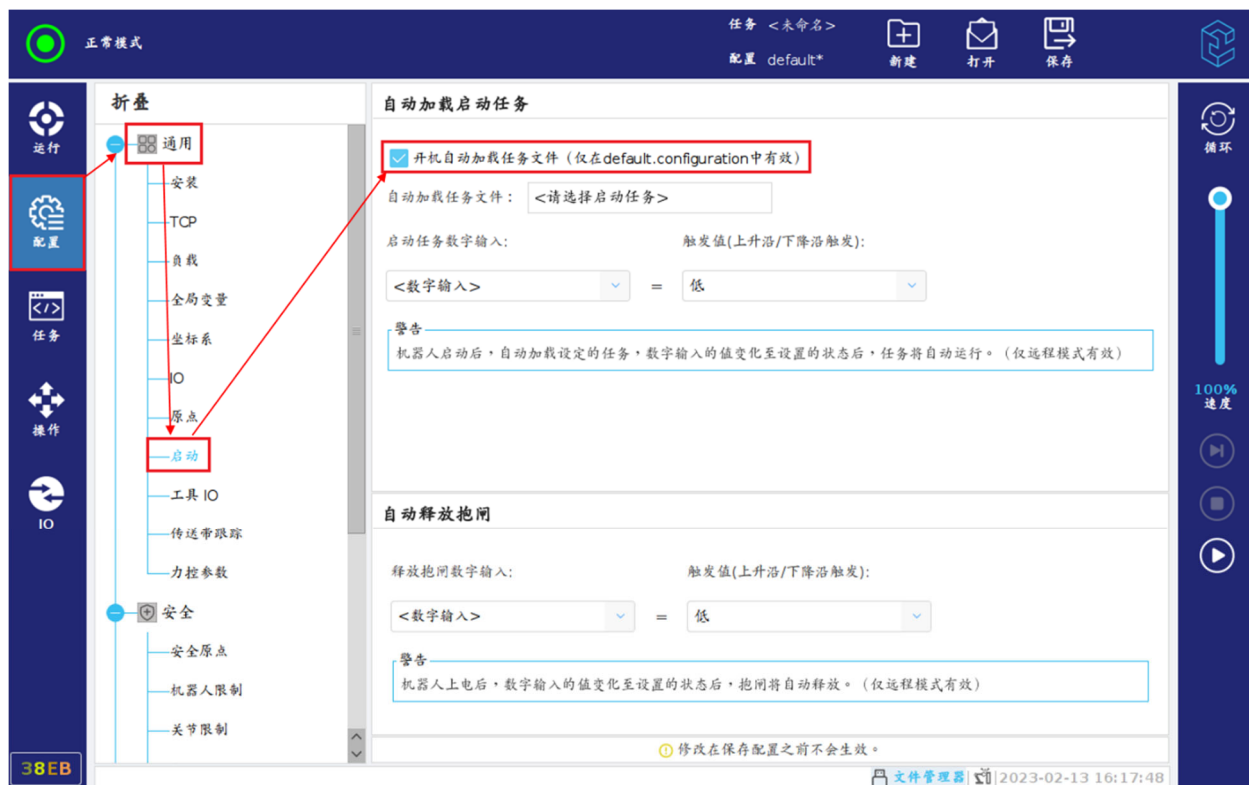 正常模式
任务 <未命名>
配置 default*
新建
打开
保存
运行
配置
任务
操作
IO
38EB
折叠
通用
安装
TCP
负载
全局变量
坐标系
IO
原点
启动
工具 IO
传送带跟踪
力控参数
安全
安全原点
机器人限制
关节限制
自动加载启动任务
开机自动加载任务文件（仅在default.configuration中有效）
自动加载任务文件： <请选择启动任务>
启动任务数字输入: 触发值(上升沿/下降沿触发):
<数字输入> = 低
警告
机器人启动后，自动加载设定的任务，数字输入的值变化至设置的状态后，任务将自动运行。（仅远程模式有效）
自动释放抱闸
释放抱闸数字输入: 触发值(上升沿/下降沿触发):
<数字输入> = 低
警告
机器人上电后，数字输入的值变化至设置的状态后，抱闸将自动释放。（仅远程模式有效）
修改在保存配置之前不会生效。
文件管理器 2023-02-13 16:17:48
循环
100%
速度